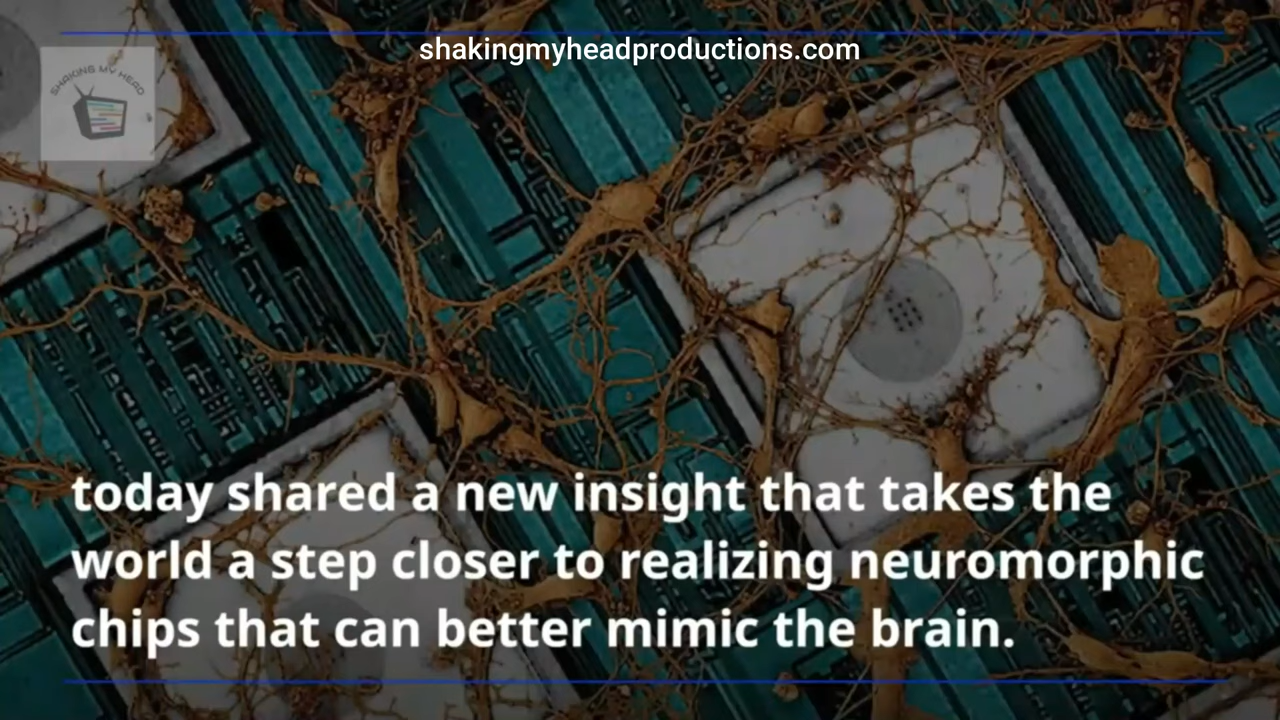 shakingmyheadproductions.com
SHAKING MY HEAD
today shared a new insight that takes the
world a step closer to realizing neuromorphic
chips that can better mimic the brain.